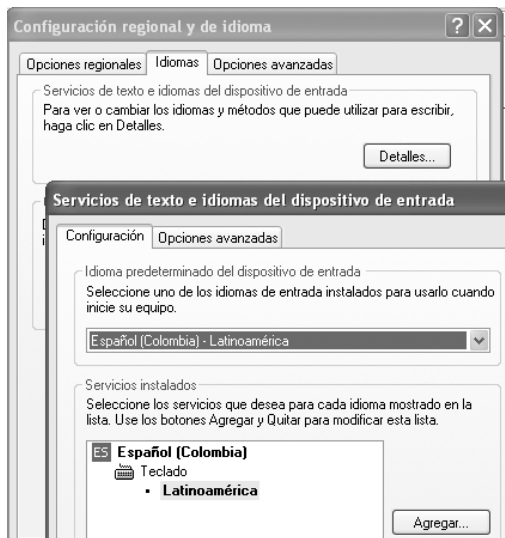 Configuración regional y de idioma
Opciones regionales Idiomas Opciones avanzadas
Servicios de texto e idiomas del dispositivo de entrada
Para ver o cambiar los idiomas y métodos que puede utilizar para escribir,
haga clic en Detalles.
Detalles...
Servicios de texto e idiomas del dispositivo de entrada
Configuración Opciones avanzadas
Idioma predeterminado del dispositivo de entrada
Seleccione uno de los idiomas de entrada instalados para usarlo cuando
inicie su equipo.
Español (Colombia) - Latinoamérica
Servicios instalados
Seleccione los servicios que desea para cada idioma mostrado en la
lista. Use los botones Agregar y Quitar para modificar esta lista.
ES Español (Colombia)
Teclado
• Latinoamérica
Agregar...